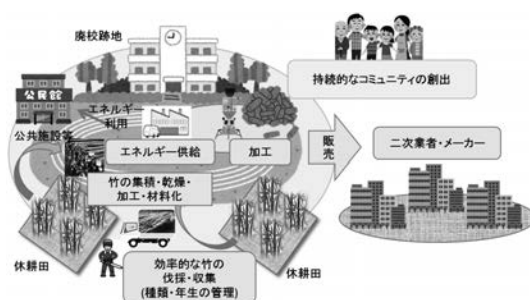 廃校跡地
公民館
公共施設等
エネルギー
利用
エネルギー供給
加工
竹の集積・乾燥・
加工・材料化
休耕田
効率的な竹の
伐採・収集
(種類・年生の管理)
休耕田
持続的なコミュニティの創出
販売
二次業者・メーカー